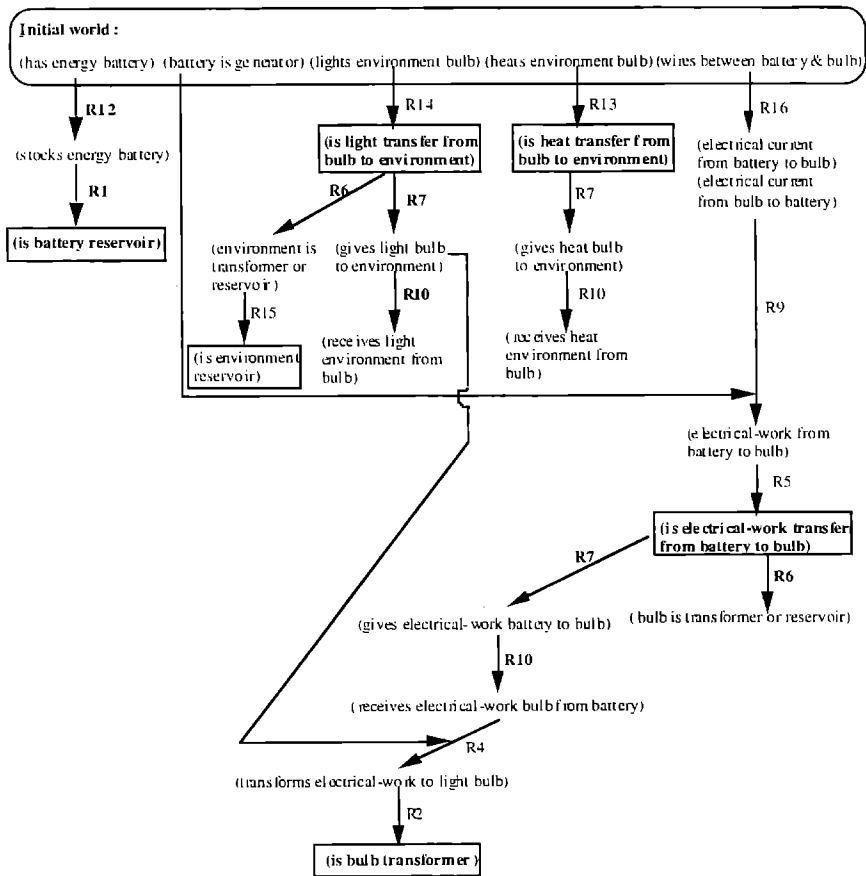 Initial world :
(has energy battery) (battery is generator) (lights environment bulb) (heats environment bulb) (wires between battery & bulb)
R12
R14
R13
R16
(stocks energy battery)
(is light transfer from
bulb to environment)
(is heat transfer from
bulb to environment)
(electrical current
from battery to bulb)
(electrical current
from bulb to battery)
R1
R6
R7
R7
(is battery reservoir)
(environment is
transformer or
reservoir)
(gives light bulb
to environment)
(gives heat bulb
to environment)
R15
R10
R10
R9
(is environment
reservoir)
(receives light
environment from
bulb)
(receives heat
environment from
bulb)
(electrical-work from
battery to bulb)
R5
(is electrical-work transfer
from battery to bulb)
R7
R6
(gives electrical-work battery to bulb)
( bulb is transformer or reservoir)
R10
(receives electrical-work bulb from battery)
R4
(transforms electrical-work to light bulb)
R2
(is bulb transformer )